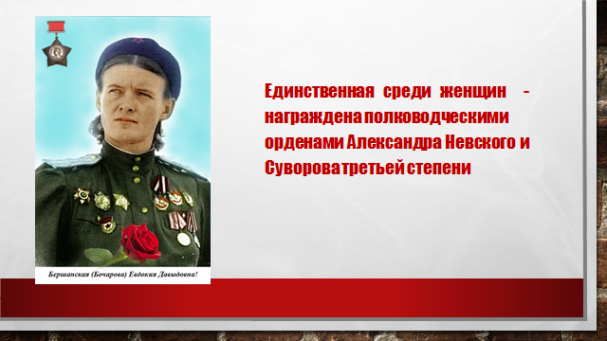 Единственная среди женщин -
награждена полководческими
орденами Александра Невского и
Суворова третьей степени
Бершанская (Бочарова) Евдокия Давыдовна!